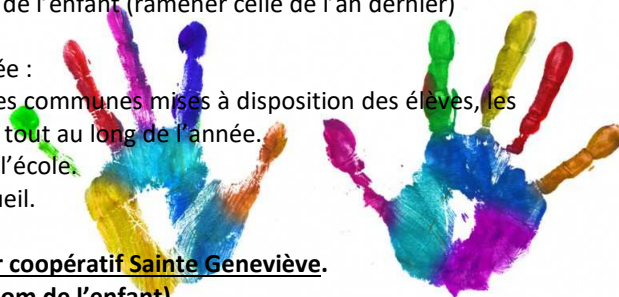 de l’enfant (ramener celle de l’an dernier)
ée :
es communes mises à disposition des élèves, les
tout au long de l’année.
l’école.
ueil.
r coopératif Sainte Geneviève.
om de l’enfant)